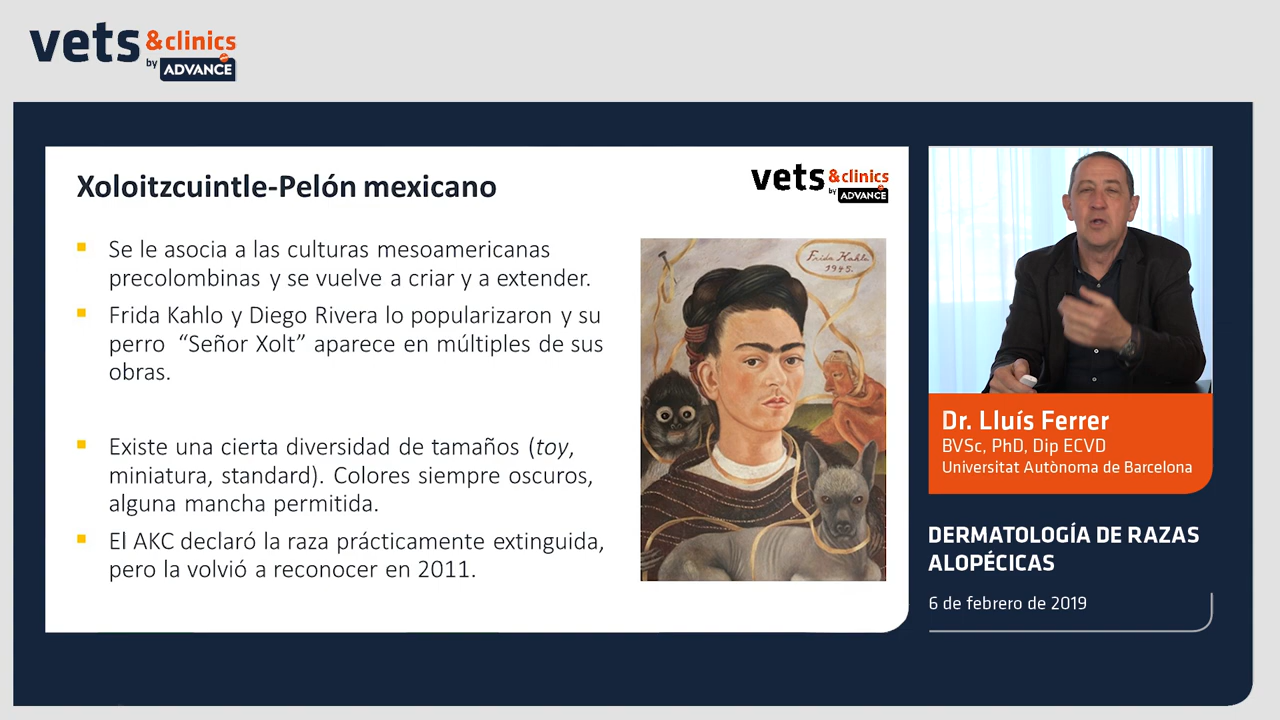 vets &clinics
by ADVANCE
Xoloitzcuintle-Pelón mexicano
vets &clinics
by ADVANCE
Se le asocia a las culturas mesoamericanas
precolombinas y se vuelve a criar y a extender.
Frida Kahlo y Diego Rivera lo popularizaron y su
perro “Señor Xolt” aparece en múltiples de sus
obras.
Existe una cierta diversidad de tamaños (toy,
miniatura, standard). Colores siempre oscuros,
alguna mancha permitida.
El AKC declaró la raza prácticamente extinguida,
pero la volvió a reconocer en 2011.
Frida Kahlo
1945.
Dr. Lluís Ferrer
BVSc, PhD, Dip ECVD
Universitat Autònoma de Barcelona
DERMATOLOGÍA DE RAZAS
ALOPÉCICAS
6 de febrero de 2019